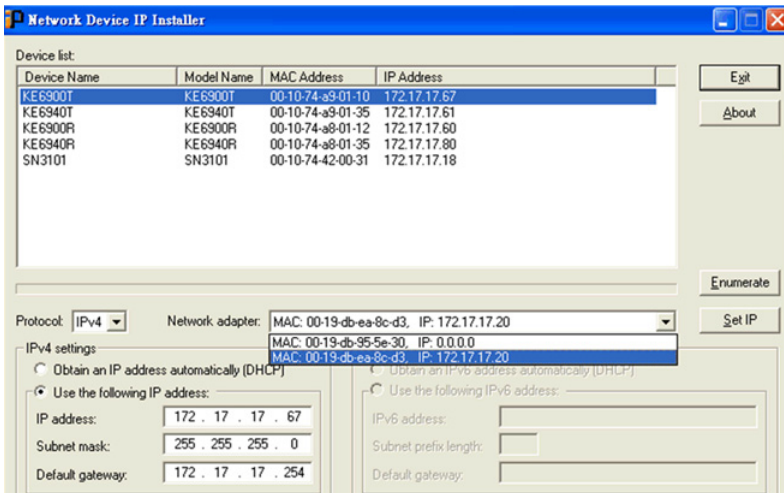 Network Device IP Installer
Device list:
Device Name Model Name MAC Address IP Address
KE6900T KE6900T 00-10-74-a9-01-10 172.17.17.67
KE6940T KE6940T 00-10-74-a9-01-35 172.17.17.61
KE6900R KE6900R 00-10-74-a8-01-12 172.17.17.60
KE6940R KE6940R 00-10-74-a8-01-35 172.17.17.80
SN3101 SN3101 00-10-74-42-00-31 172.17.17.18
Exit
About
Enumerate
Protocol: IPv4 Network adapter: MAC: 00-19-db-ea-8c-d3, IP: 172.17.17.20 Set IP
MAC: 00-19-db-95-5e-30, IP: 0.0.0.0
MAC: 00-19-db-ea-8c-d3, IP: 172.17.17.20
IPv4 settings
Obtain an IP address automatically (DHCP) Obtain an IPv6 address automatically (DHCP)
Use the following IP address: Use the following IPv6 address:
IP address: 172 . 17 . 17 . 67 IPv6 address:
Subnet mask: 255 . 255 . 255 . 0 Subnet prefix length:
Default gateway: 172 . 17 . 17 . 254 Default gateway: